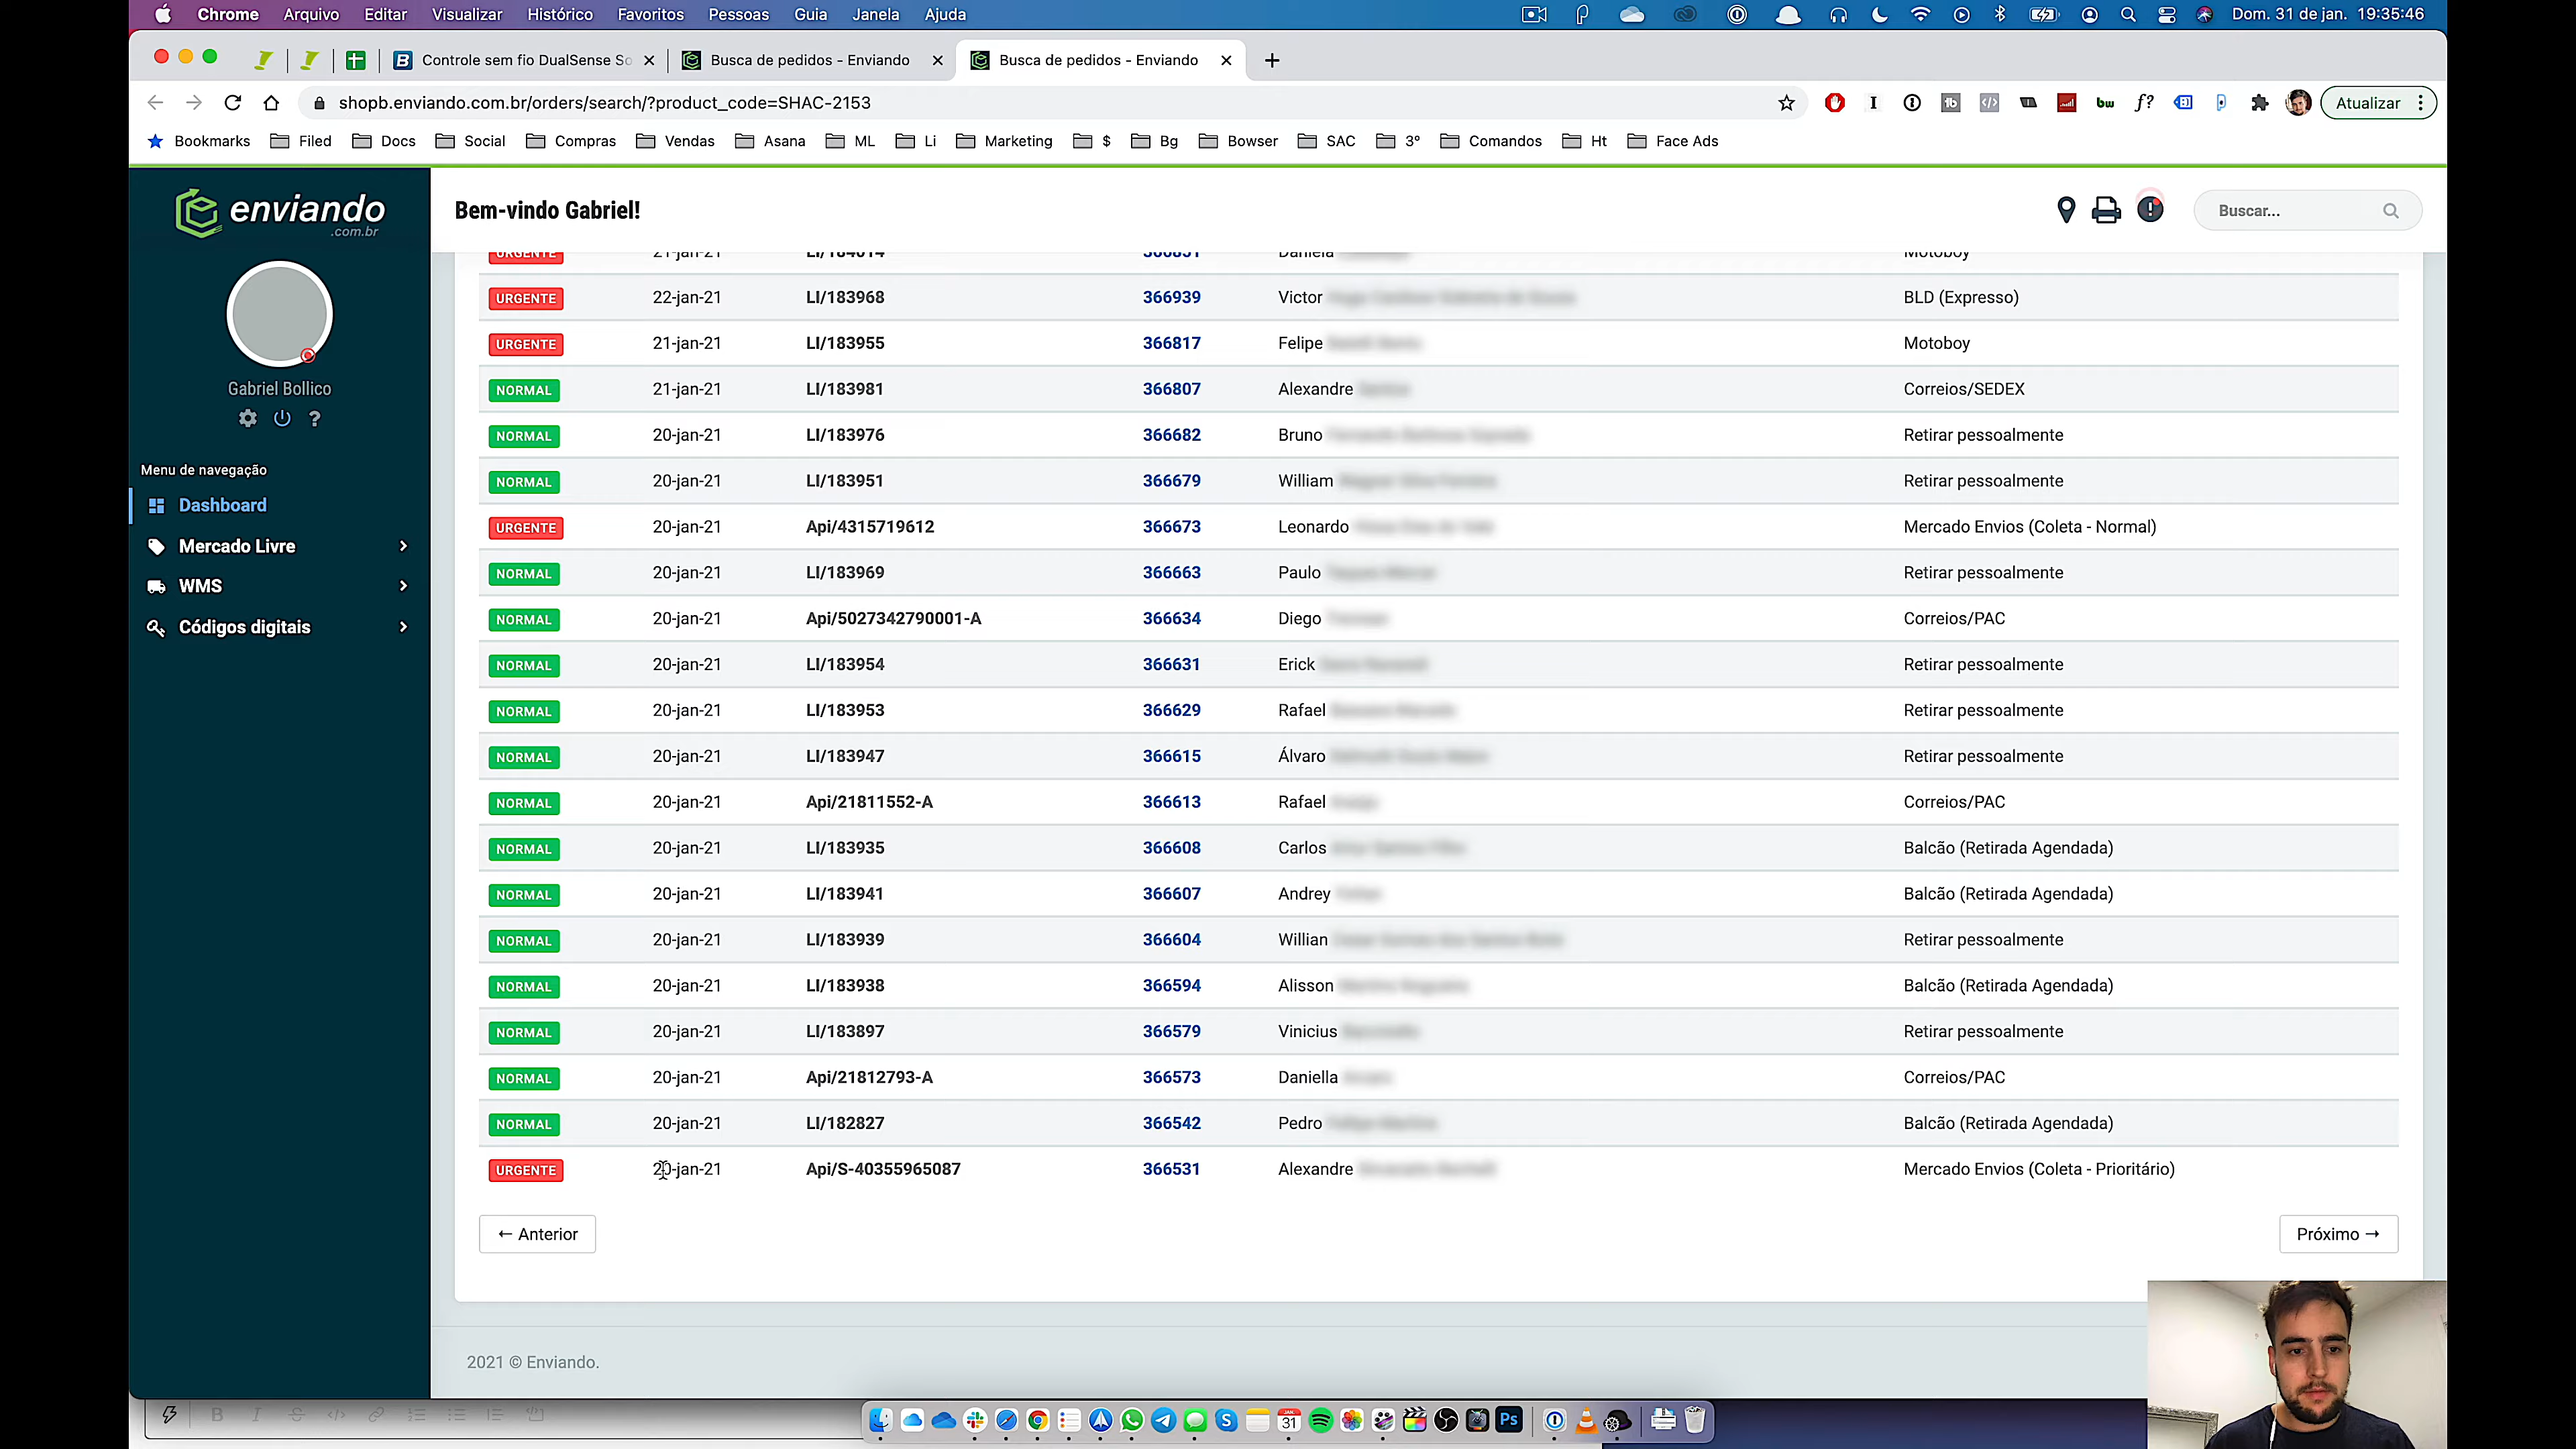 Chrome Arquivo Editar Visualizar Histórico Favoritos Pessoas Guia Janela Ajuda Dom. 31 de jan. 19:35:46
Controle sem fio DualSense So Busca de pedidos - Enviando Busca de pedidos - Enviando
shopb.enviando.com.br/orders/search/?product_code=SHAC-2153 Atualizar
Bookmarks Filed Docs Social Compras Vendas Asana ML Li Marketing $ Bg Bowser SAC 3º Comandos Ht Face Ads
enviando
.com.br
Bem-vindo Gabriel!
Buscar...
Gabriel Bollico
Menu de navegação
Dashboard
Mercado Livre
WMS
Códigos digitais
URGENTE 21-jan-21 LI/184014 366851 Daniela Motoboy
URGENTE 22-jan-21 LI/183968 366939 Victor BLD (Expresso)
URGENTE 21-jan-21 LI/183955 366817 Felipe Motoboy
NORMAL 21-jan-21 LI/183981 366807 Alexandre Correios/SEDEX
NORMAL 20-jan-21 LI/183976 366682 Bruno Retirar pessoalmente
NORMAL 20-jan-21 LI/183951 366679 William Retirar pessoalmente
URGENTE 20-jan-21 Api/4315719612 366673 Leonardo Mercado Envios (Coleta - Normal)
NORMAL 20-jan-21 LI/183969 366663 Paulo Retirar pessoalmente
NORMAL 20-jan-21 Api/5027342790001-A 366634 Diego Correios/PAC
NORMAL 20-jan-21 LI/183954 366631 Erick Retirar pessoalmente
NORMAL 20-jan-21 LI/183953 366629 Rafael Retirar pessoalmente
NORMAL 20-jan-21 LI/183947 366615 Álvaro Retirar pessoalmente
NORMAL 20-jan-21 Api/21811552-A 366613 Rafael Correios/PAC
NORMAL 20-jan-21 LI/183935 366608 Carlos Balcão (Retirada Agendada)
NORMAL 20-jan-21 LI/183941 366607 Andrey Balcão (Retirada Agendada)
NORMAL 20-jan-21 LI/183939 366604 Willian Retirar pessoalmente
NORMAL 20-jan-21 LI/183938 366594 Alisson Balcão (Retirada Agendada)
NORMAL 20-jan-21 LI/183897 366579 Vinicius Retirar pessoalmente
NORMAL 20-jan-21 Api/21812793-A 366573 Daniella Correios/PAC
NORMAL 20-jan-21 LI/182827 366542 Pedro Balcão (Retirada Agendada)
URGENTE 20-jan-21 Api/S-40355965087 366531 Alexandre Mercado Envios (Coleta - Prioritário)
← Anterior Próximo →
2021 © Enviando.